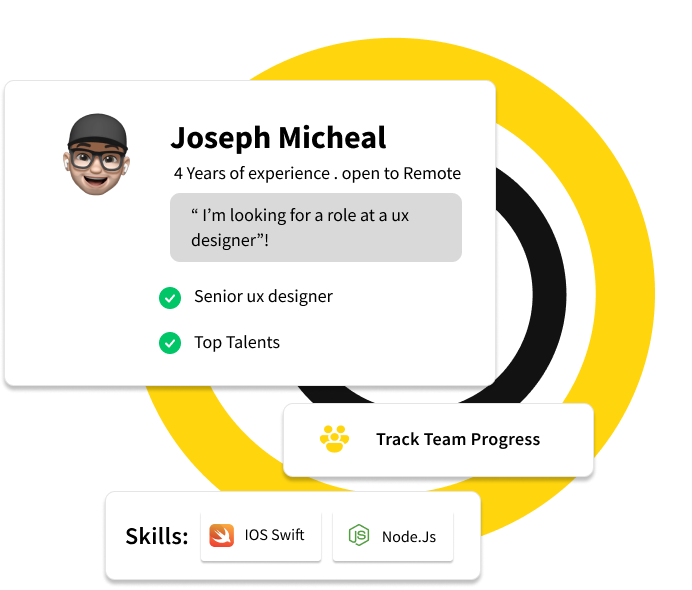 Joseph Micheal
4 Years of experience . open to Remote
“ I’m looking for a role at a ux
designer”!
Senior ux designer
Top Talents
Track Team Progress
Skills:
IOS Swift
JS
Node.Js